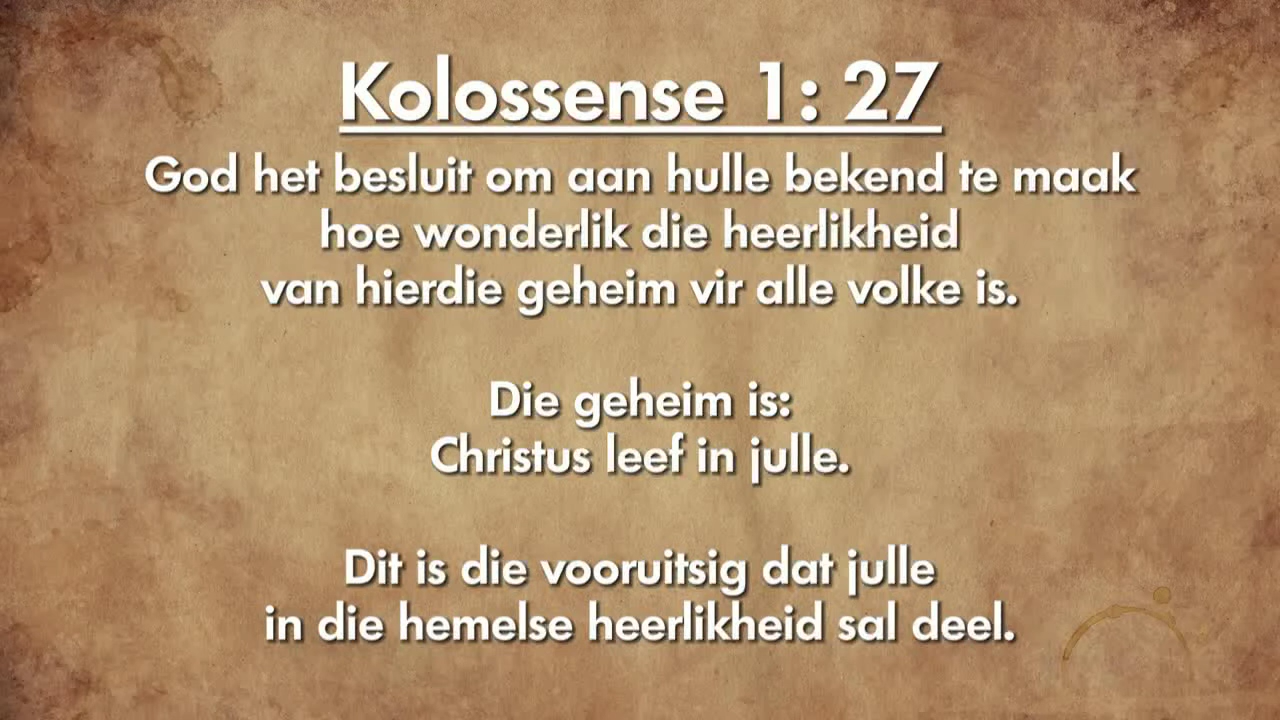 Kolossense 1: 27
God het besluit om aan hulle bekend te maak
hoe wonderlik die heerlikheid
van hierdie geheim vir alle volke is.
Die geheim is:
Christus leef in julle.
Dit is die vooruitsig dat julle
in die hemelse heerlikheid sal deel.